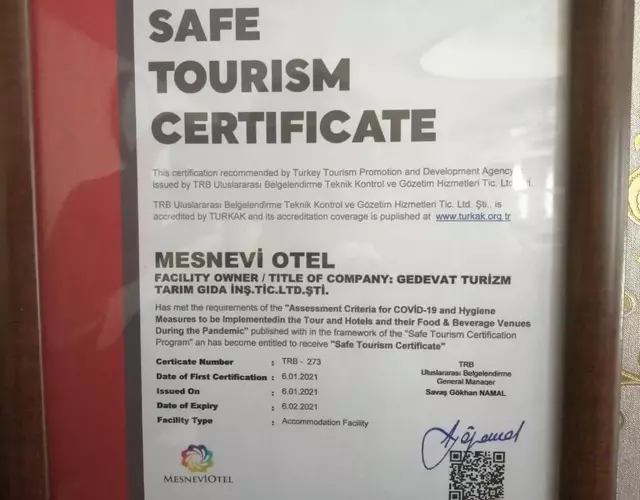 SAFE
TOURISM
CERTIFICATE
This certification recommended by Turkey Tourism Promotion and Development Agency
issued by TRB Uluslararası Belgelendirme Teknik Kontrol ve Gözetim Hizmetleri Tic. Ltd
TRB Uluslararası Belgelendirme Teknik Kontrol ve Gözetim Hizmetleri Tic. Ltd. Şti., is
accredited by TURKAK and its accreditation coverage is puplished at www.turkak.org.tr
MESNEVİ OTEL
FACILITY OWNER / TITLE OF COMPANY: GEDEVAT TURİZM
TARIM GIDA İNŞ.TİC.LTD.ŞTİ.
Has met the requirements of the "Assessment Criteria for COVID-19 and Hygiene
Measures to be Implementedin the Tour and Hotels and their Food & Beverage Venues
During the Pandemic" published with in the framework of the "Safe Tourism Certification
Program" an has become entitled to receive "Safe Tourism Certificate"
Certicate Number : TRB - 273
Date of First Certification : 6.01.2021
Issued On : 6.01.2021
Date of Expiry : 6.02.2021
Facility Type : Accommodation Facility
TRB
Uluslararası Belgelendirme
General Manager
Savaş Gökhan NAMAL
MESNEVİOTEL